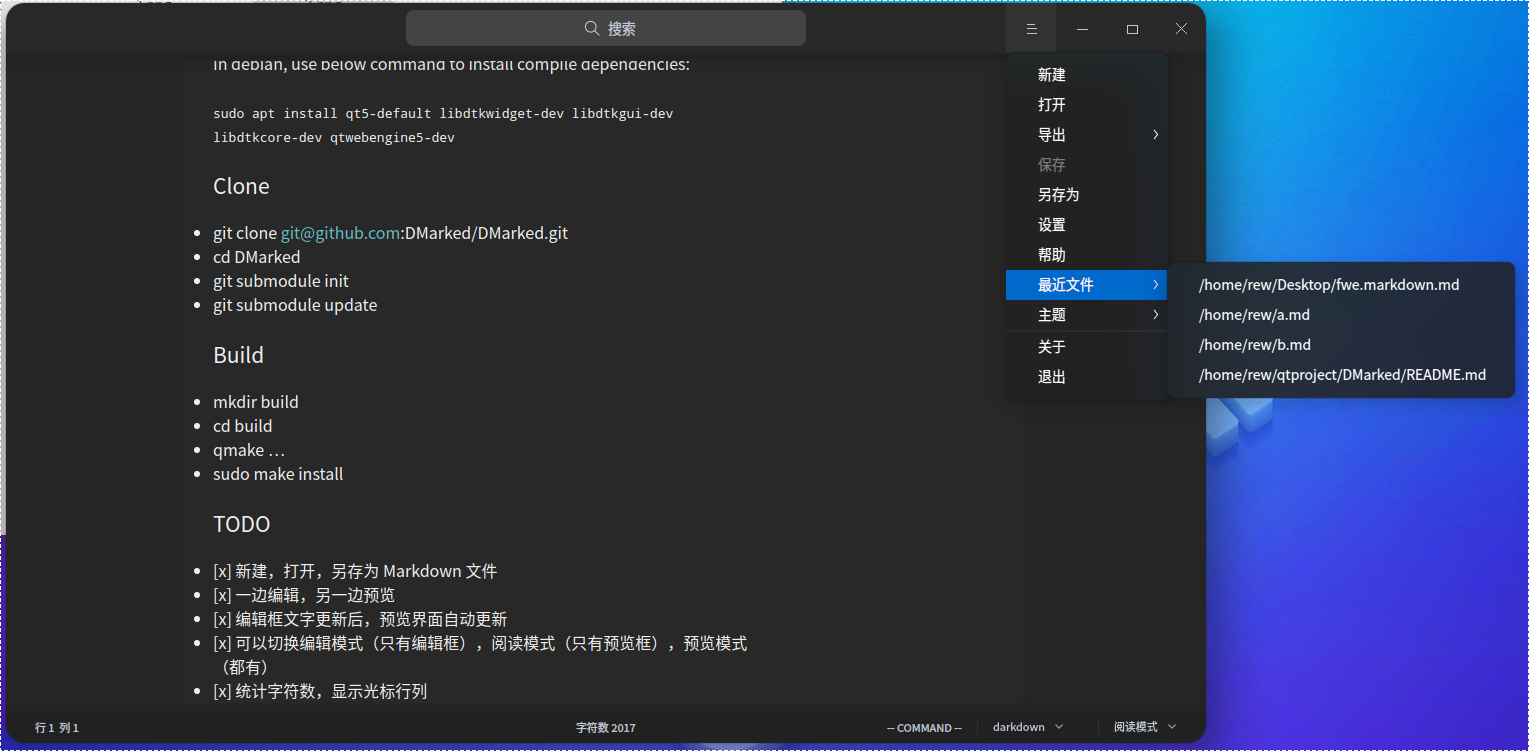 搜索
in debian, use below command to install compile dependencies:
sudo apt install qt5-default libdtkwidget-dev libdtkgui-dev
libdtkcore-dev qtwebengine5-dev
Clone
git clone git@github.com:DMarked/DMarked.git
cd DMarked
git submodule init
git submodule update
Build
mkdir build
cd build
qmake …
sudo make install
TODO
[x] 新建，打开，另存为 Markdown 文件
[x] 一边编辑，另一边预览
[x] 编辑框文字更新后，预览界面自动更新
[x] 可以切换编辑模式（只有编辑框），阅读模式（只有预览框），预览模式
（都有）
[x] 统计字符数，显示光标行列
新建
打开
导出
保存
另存为
设置
帮助
最近文件
主题
关于
退出
/home/rew/Desktop/fwe.markdown.md
/home/rew/a.md
/home/rew/b.md
/home/rew/qtproject/DMarked/README.md
行 1 列 1
字符数 2017
-- COMMAND --
darkdown
阅读模式